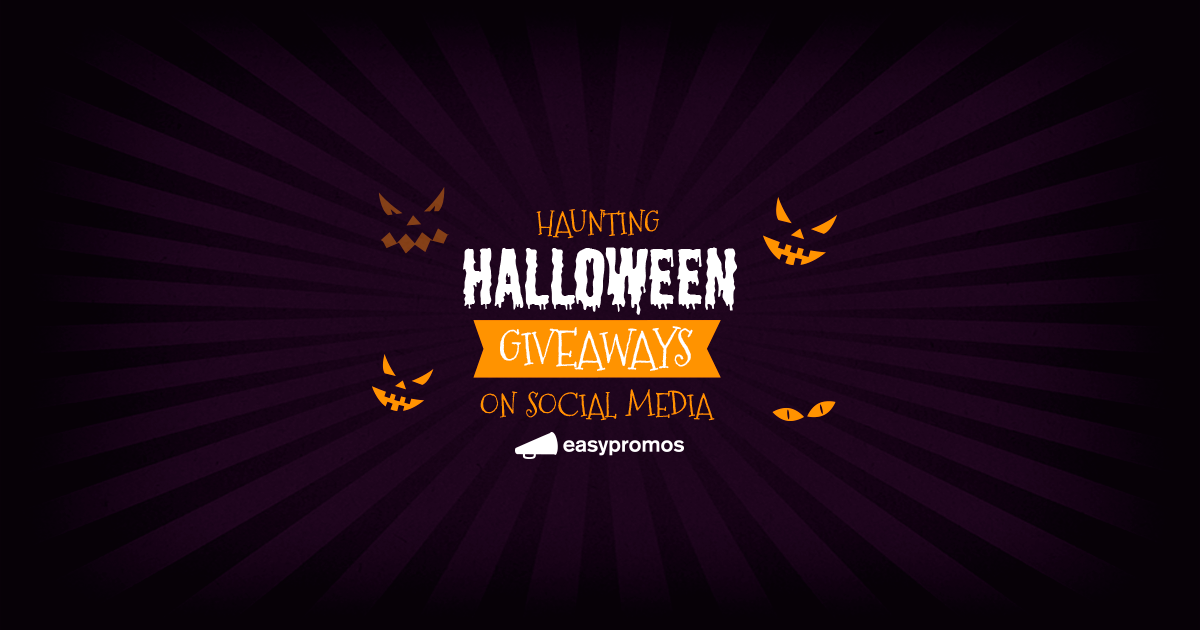 HAUNTING
HALLOWEEN
GIVEAWAYS
ON SOCIAL MEDIA
easypromos